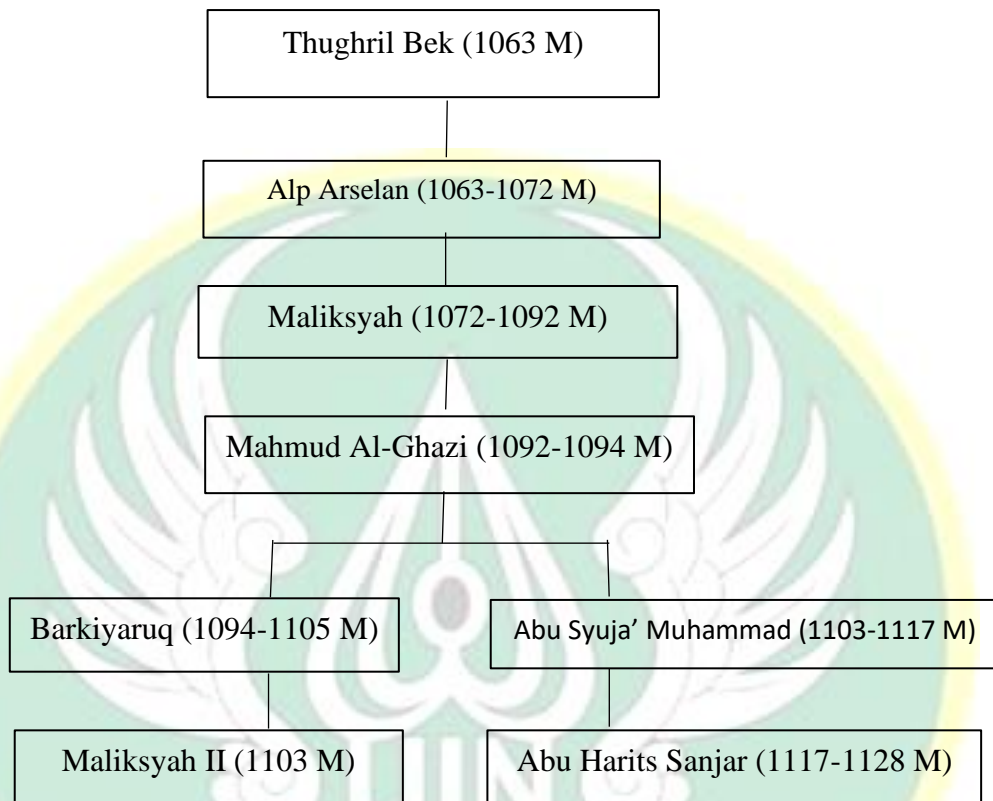 Thughril Bek (1063 M)
Alp Arselan (1063-1072 M)
Maliksyah (1072-1092 M)
Mahmud Al-Ghazi (1092-1094 M)
Barkiyaruq (1094-1105 M)
Abu Syuja’ Muhammad (1103-1117 M)
Maliksyah II (1103 M)
Abu Harits Sanjar (1117-1128 M)
UIN